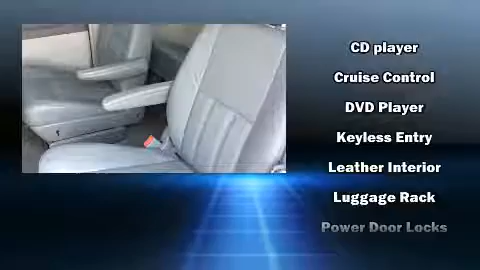 CD player
Cruise Control
DVD Player
Keyless Entry
Leather Interior
Luggage Rack
Power Door Locks